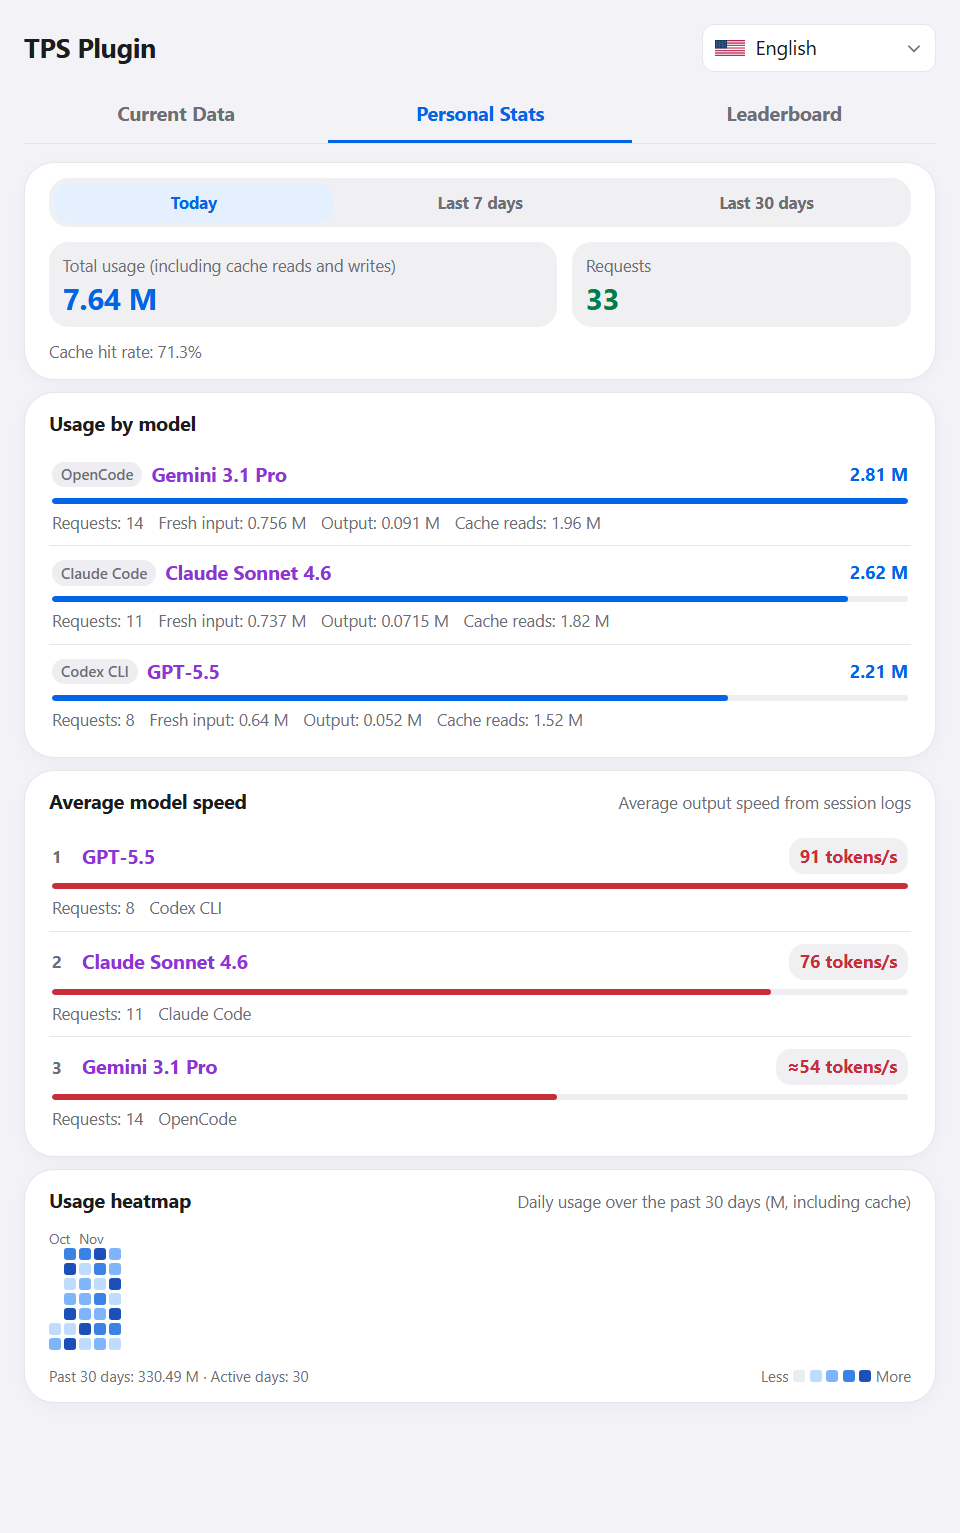 TPS Plugin
English
Current Data
Personal Stats
Leaderboard
Today
Last 7 days
Last 30 days
Total usage (including cache reads and writes)
7.64 M
Requests
33
Cache hit rate: 71.3%
Usage by model
OpenCode Gemini 3.1 Pro 2.81 M
Requests: 14 Fresh input: 0.756 M Output: 0.091 M Cache reads: 1.96 M
Claude Code Claude Sonnet 4.6 2.62 M
Requests: 11 Fresh input: 0.737 M Output: 0.0715 M Cache reads: 1.82 M
Codex CLI GPT-5.5 2.21 M
Requests: 8 Fresh input: 0.64 M Output: 0.052 M Cache reads: 1.52 M
Average model speed Average output speed from session logs
1 GPT-5.5 91 tokens/s
Requests: 8 Codex CLI
2 Claude Sonnet 4.6 76 tokens/s
Requests: 11 Claude Code
3 Gemini 3.1 Pro ≈54 tokens/s
Requests: 14 OpenCode
Usage heatmap Daily usage over the past 30 days (M, including cache)
Oct Nov
Past 30 days: 330.49 M · Active days: 30 Less More